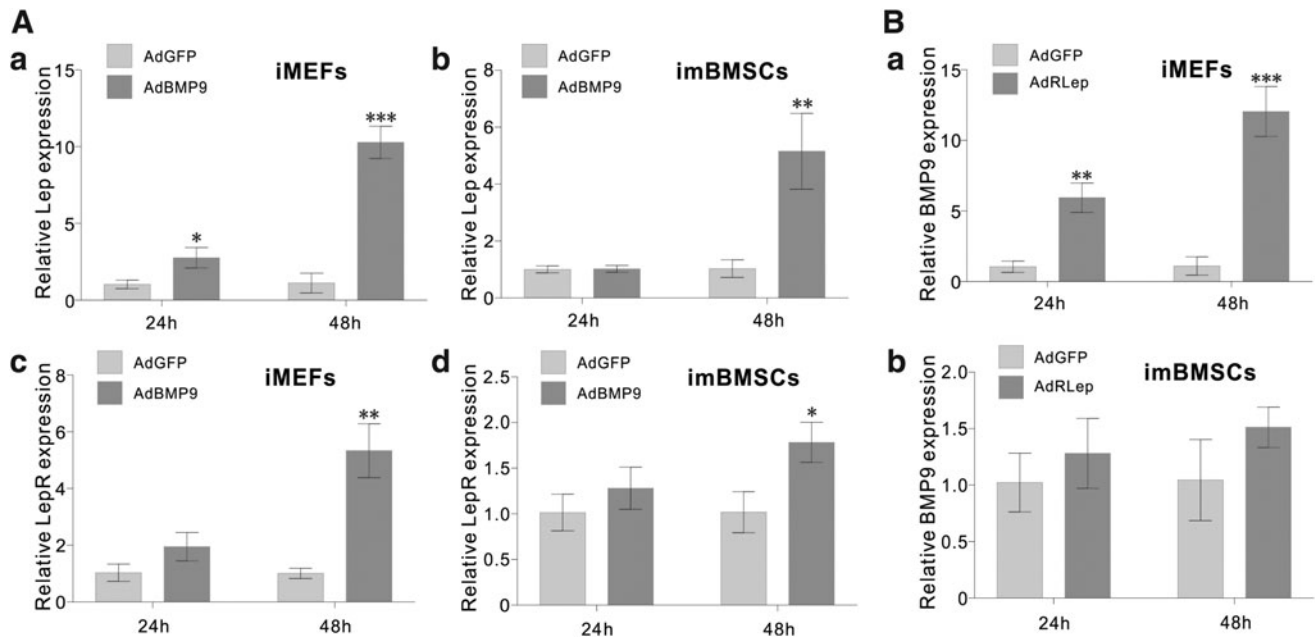 A
a
AdGFP
AdBMP9
iMEFs
Relative Lep expression
15
10
5
0
*
***
24h
48h
b
AdGFP
AdBMP9
imBMSCs
Relative Lep expression
8
6
4
2
0
**
24h
48h
B
a
AdGFP
AdRLep
iMEFs
Relative BMP9 expression
15
10
5
0
**
***
24h
48h
c
AdGFP
AdBMP9
iMEFs
Relative LepR expression
8
6
4
2
0
**
24h
48h
d
AdGFP
AdBMP9
imBMSCs
Relative LepR expression
2.5
2.0
1.5
1.0
0.5
0
*
24h
48h
b
AdGFP
AdRLep
imBMSCs
Relative BMP9 expression
2.0
1.5
1.0
0.5
0
24h
48h